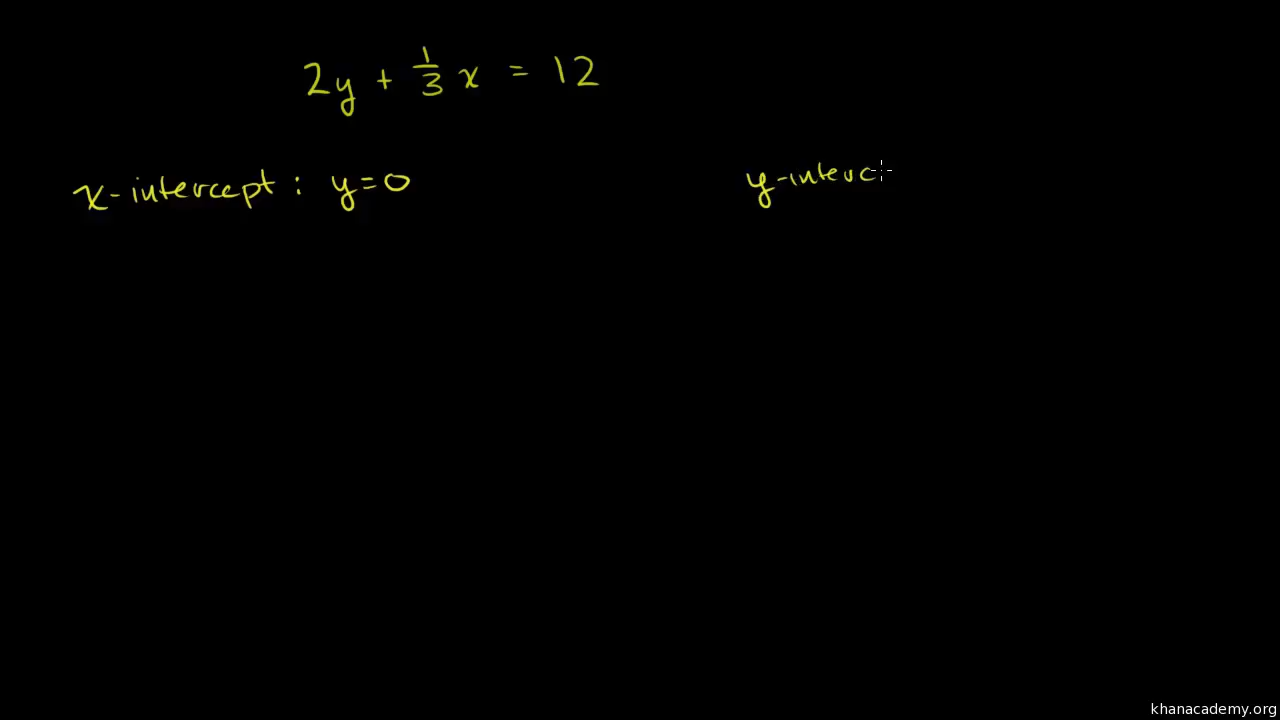 2y + 1/3 x = 12
x-intercept: y=0
y-interc
khanacademy.org